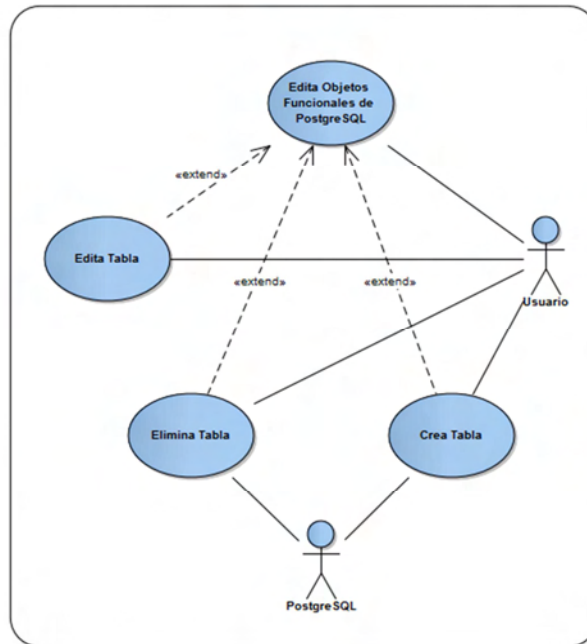 Edita Objetos
Funcionales de
PostgreSQL
«extend»
Edita Tabla
«extend»
«extend»
Usuario
Elimina Tabla
Crea Tabla
PostgreSQL